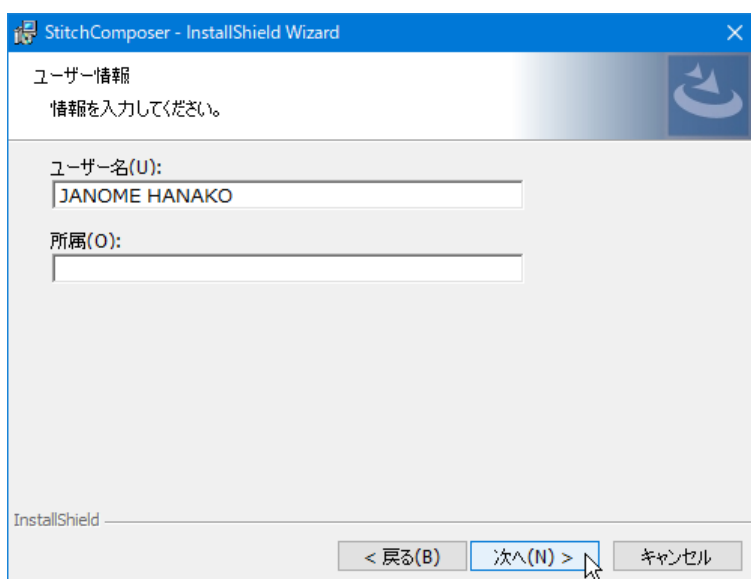 StitchComposer - InstallShield Wizard
ユーザー情報
情報を入力してください。
ユーザー名(U):
JANOME HANAKO
所属(O):
InstallShield
< 戻る(B) 次へ(N) > キャンセル